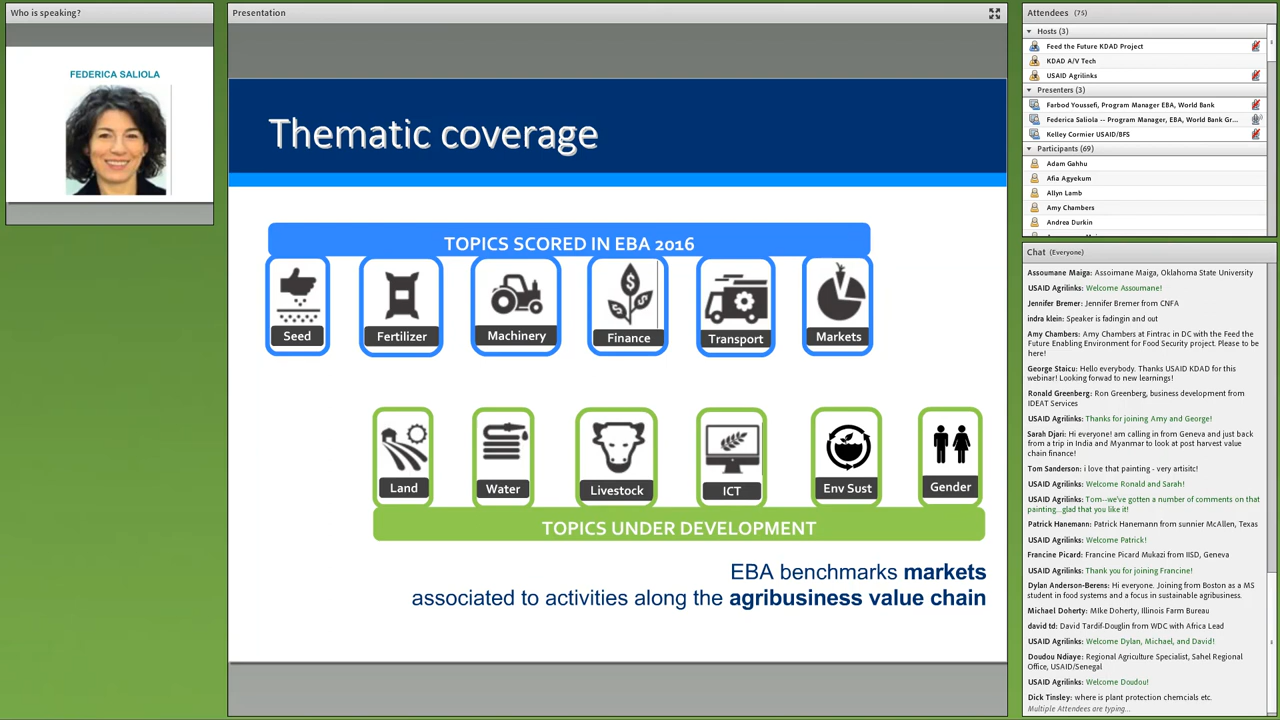 Who is speaking?
FEDERICA SALIOLA
Presentation
Thematic coverage
TOPICS SCORED IN EBA 2016
Seed
Fertilizer
Machinery
Finance
Transport
Markets
Land
Water
Livestock
ICT
Env Sust
Gender
TOPICS UNDER DEVELOPMENT
EBA benchmarks markets
associated to activities along the agribusiness value chain
Attendees (75)
Hosts (3)
Feed the Future KDAD Project
KDAD A/V Tech
USAID Agrilinks
Presenters (3)
Farbod Youssefi, Program Manager EBA, World Bank
Federica Saliola -- Program Manager, EBA, World Bank Gr...
Kelley Cormier USAID/BFS
Participants (69)
Adam Gahhu
Afia Agyekum
Allyn Lamb
Amy Chambers
Andrea Durkin
Chat (Everyone)
Assoumane Maiga: Assoimane Maiga, Oklahoma State University
USAID Agrilinks: Welcome Assoumane!
Jennifer Bremer: Jennifer Bremer from CNFA
indra klein: Speaker is fadingin and out
Amy Chambers: Amy Chambers at Fintrac in DC with the Feed the
Future Enabling Environment for Food Security project. Please to be
here!
George Staicu: Hello everybody. Thanks USAID KDAD for this
webinar! Looking forwad to new learnings!
Ronald Greenberg: Ron Greenberg, business development from
IDEAT Services
USAID Agrilinks: Thanks for joining Amy and George!
Sarah Djari: Hi everyone! am calling in from Geneva and just back
from a trip in India and Myanmar to look at post harvest value
chain finance!
Tom Sanderson: i love that painting - very artisitc!
USAID Agrilinks: Welcome Ronald and Sarah!
USAID Agrilinks: Tom--we've gotten a number of comments on that
painting...glad that you like it!
Patrick Hanemann: Patrick Hanemann from sunnier McAllen, Texas
USAID Agrilinks: Welcome Patrick!
Francine Picard: Francine Picard Mukazi from IISD, Geneva
USAID Agrilinks: Thank you for joining Francine!
Dylan Anderson-Berens: Hi everyone. Joining from Boston as a MS
student in food systems and a focus in sustainable agribusiness.
Michael Doherty: MIke Doherty, Illinois Farm Bureau
david td: David Tardif-Douglin from WDC with Africa Lead
USAID Agrilinks: Welcome Dylan, Michael, and David!
Doudou Ndiaye: Regional Agriculture Specialist, Sahel Regional
Office, USAID/Senegal
USAID Agrilinks: Welcome Doudou!
Dick Tinsley: where is plant protection chemcials etc.
Multiple Attendees are typing...